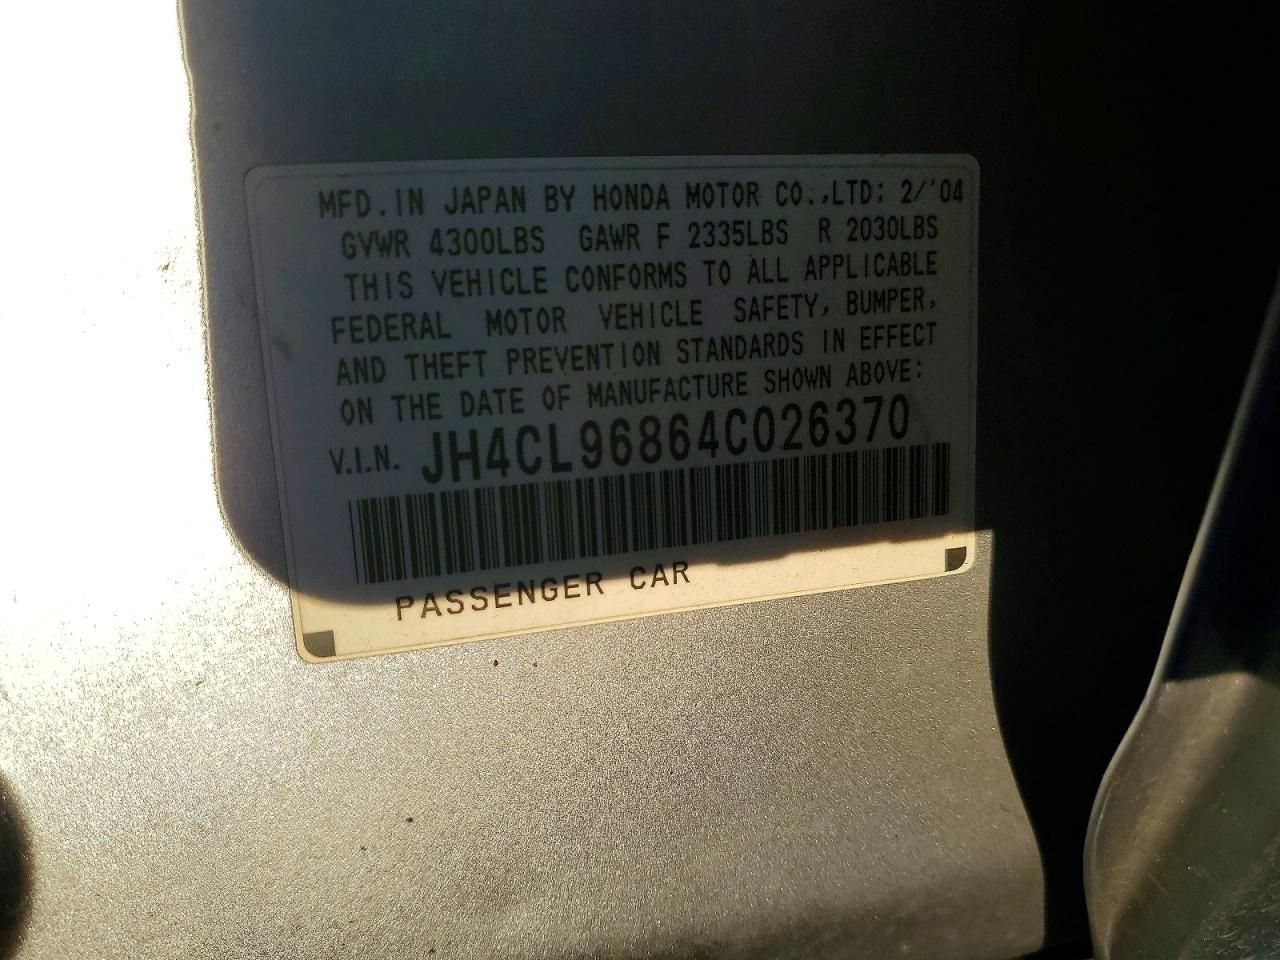 MFD. IN JAPAN BY HONDA MOTOR CO.,LTD; 2/'04
GVWR 4300LBS GAWR F 2335LBS R 2030LBS
THIS VEHICLE CONFORMS TO ALL APPLICABLE
FEDERAL MOTOR VEHICLE SAFETY, BUMPER,
AND THEFT PREVENTION STANDARDS IN EFFECT
ON THE DATE OF MANUFACTURE SHOWN ABOVE:
V.I.N. JH4CL96864C026370
PASSENGER CAR